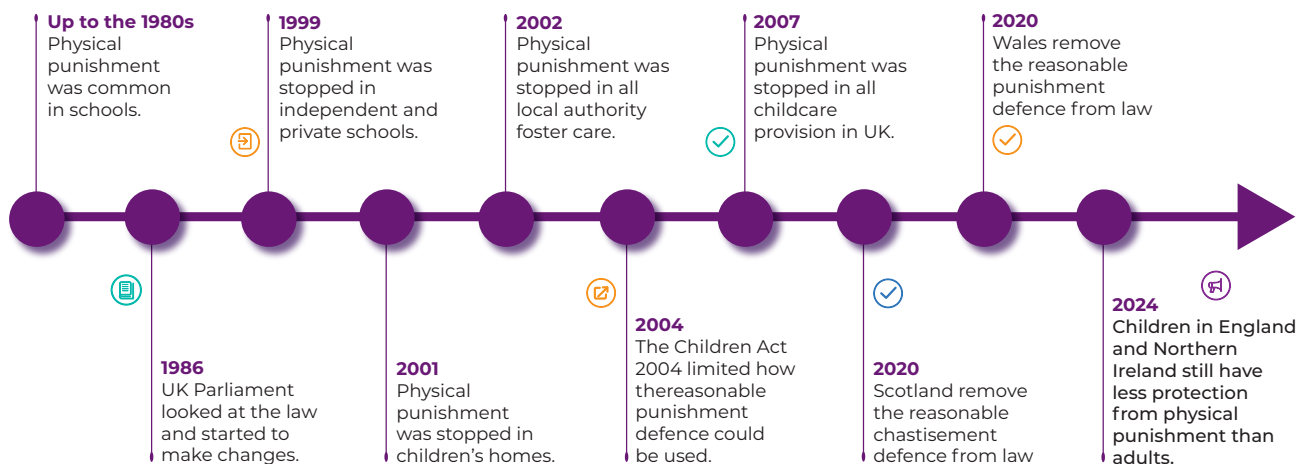 Up to the 1980s
Physical
punishment
was common
in schools.
1986
UK Parliament
looked at the law
and started to
make changes.
1999
Physical
punishment was
stopped in
independent and
private schools.
2001
Physical
punishment
was stopped in
children's homes.
2002
Physical
punishment was
stopped in all
local authority
foster care.
2004
The Children Act
2004 limited how
thereasonable
punishment
defence could
be used.
2007
Physical
punishment was
stopped in all
childcare
provision in UK.
2020
Scotland remove
the reasonable
chastisement
defence from law
2020
Wales remove
the reasonable
punishment
defence from law
2024
Children in England
and Northern
Ireland still have
less protection
from physical
punishment than
adults.